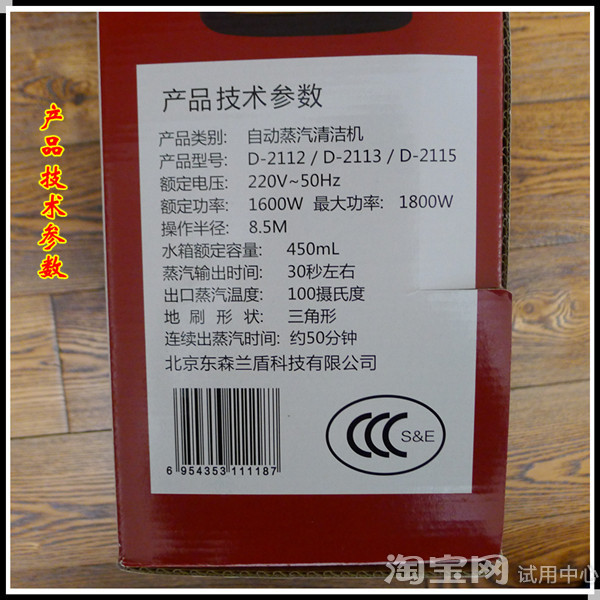 产品技术参数
产品技术参数
产品类别: 自动蒸汽清洁机
产品型号: D-2112 / D-2113 / D-2115
额定电压: 220V~50Hz
额定功率: 1600W 最大功率: 1800W
操作半径: 8.5M
水箱额定容量: 450mL
蒸汽输出时间: 30秒左右
出口蒸汽温度: 100摄氏度
地刷形状: 三角形
连续出蒸汽时间: 约50分钟
北京东森兰盾科技有限公司
6 954353 111187
CCC S&E
淘宝网 试用中心